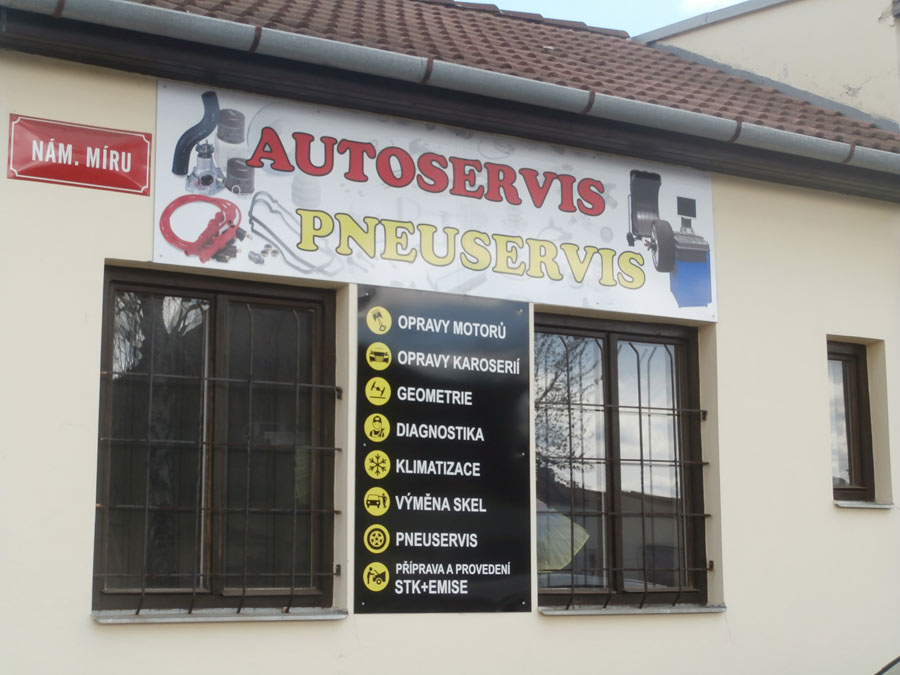 NÁM. MÍRU
AUTOSERVIS
PNEUSERVIS
OPRAVY MOTORŮ
OPRAVY KAROSERIÍ
GEOMETRIE
DIAGNOSTIKA
KLIMATIZACE
VÝMĚNA SKEL
PNEUSERVIS
PŘÍPRAVA A PROVEDENÍ
STK+EMISE